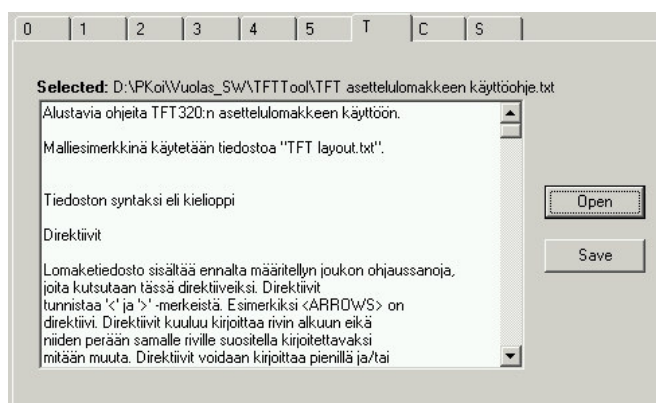 0 1 2 3 4 5 T C S
Selected: D:\PKoi\Vuolas_SW\TFTTool\TFT asettelulomakkeen käyttöohje.txt
Alustavia ohjeita TFT320:n asettelulomakkeen käyttöön.
Malliesimerkkinä käytetään tiedostoa "TFT layout.txt".
Tiedoston syntaksi eli kielioppi
Direktiivit
Lomaketiedosto sisältää ennalta määritellyn joukon ohjaussanoja,
joita kutsutaan tässä direktiiveiksi. Direktiivit
tunnistaa '<' ja '>' -merkeistä. Esimerkiksi <ARROWS> on
direktiivi. Direktiivit kuuluu kirjoittaa rivin alkuun eikä
niiden perään samalle riville suositella kirjoitettavaksi
mitään muuta. Direktiivit voidaan kirjoittaa pienillä ja/tai
Open
Save